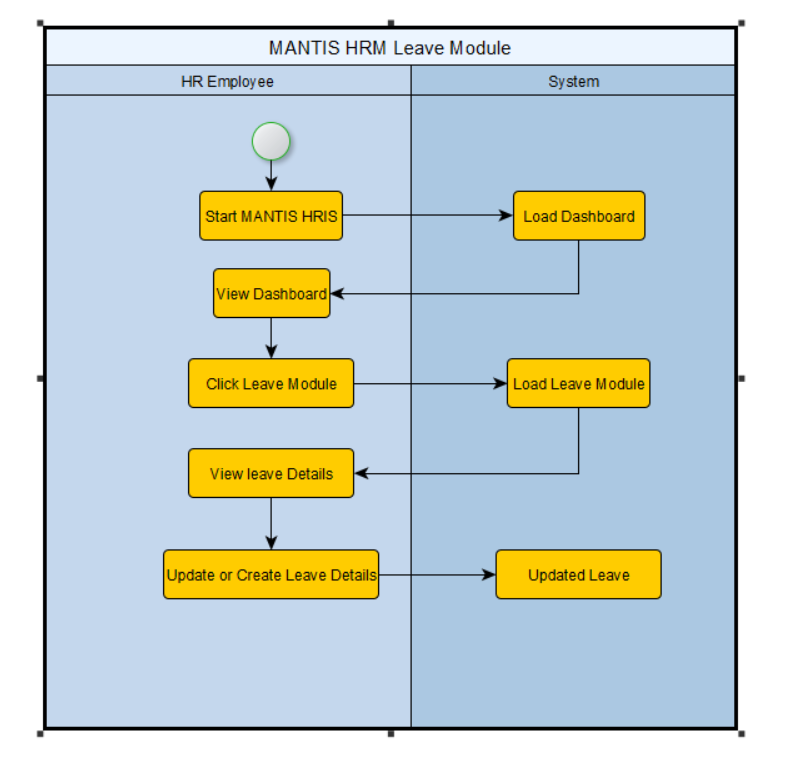 MANTIS HRM Leave Module
HR Employee
System
Start MANTIS HRIS
Load Dashboard
View Dashboard
Click Leave Module
Load Leave Module
View leave Details
Update or Create Leave Details
Updated Leave